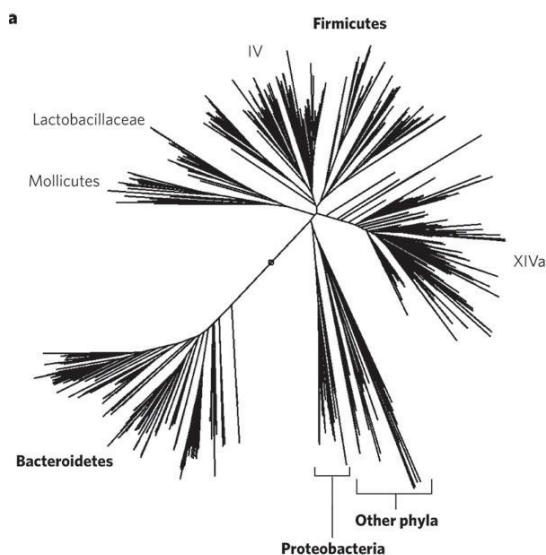 a
Firmicutes
IV
Lactobacillaceae
Mollicutes
XIVa
Bacteroidetes
Other phyla
Proteobacteria